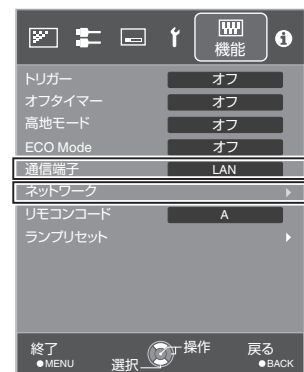 機能
トリガー オフ
オフタイマー オフ
高地モード オフ
ECO Mode オフ
通信端子 LAN
ネットワーク
リモコンコード A
ランプリセット
終了 操作 戻る
●MENU 選択 ●BACK